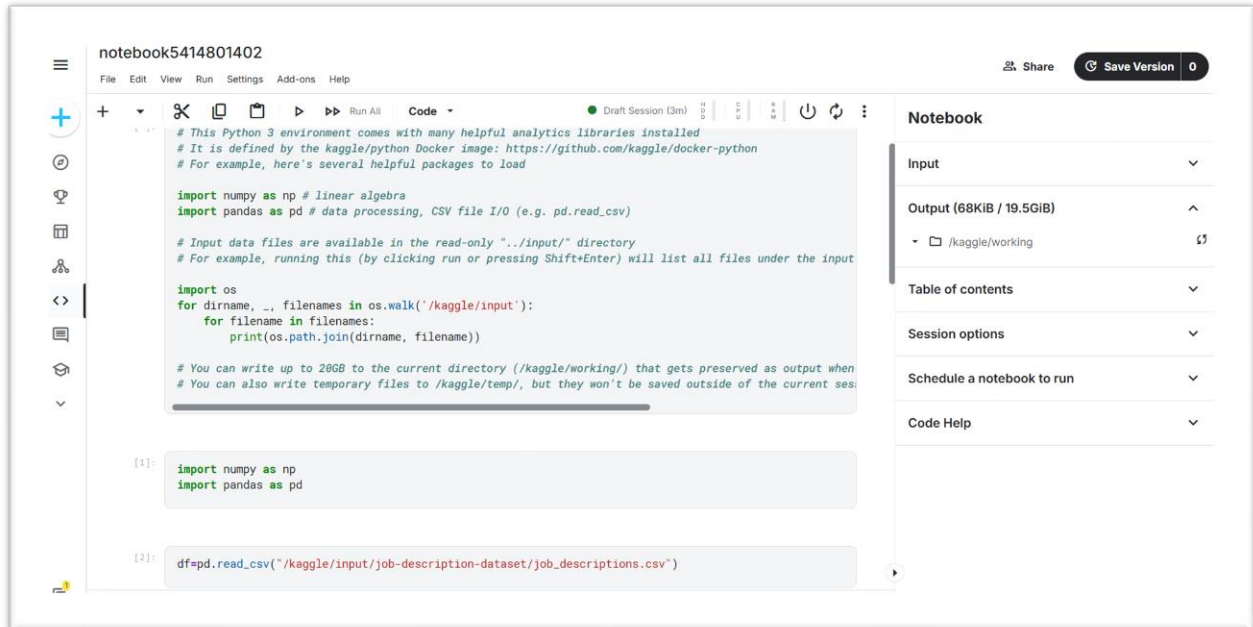 notebook5414801402
File Edit View Run Settings Add-ons Help
Share
Save Version 0
Run All Code
Draft Session (3m)
HDD
CPU
RAM
# This Python 3 environment comes with many helpful analytics libraries installed
# It is defined by the kaggle/python Docker image: https://github.com/kaggle/docker-python
# For example, here's several helpful packages to load
import numpy as np # linear algebra
import pandas as pd # data processing, CSV file I/O (e.g. pd.read_csv)
# Input data files are available in the read-only "../input/" directory
# For example, running this (by clicking run or pressing Shift+Enter) will list all files under the input
import os
for dirname, _, filenames in os.walk('/kaggle/input'):
for filename in filenames:
print(os.path.join(dirname, filename))
# You can write up to 20GB to the current directory (/kaggle/working/) that gets preserved as output when
# You can also write temporary files to /kaggle/temp/, but they won't be saved outside of the current ses
[1]:
import numpy as np
import pandas as pd
[2]:
df=pd.read_csv("/kaggle/input/job-description-dataset/job_descriptions.csv")
Notebook
Input
Output (68KiB / 19.5GiB)
/kaggle/working
Table of contents
Session options
Schedule a notebook to run
Code Help
1